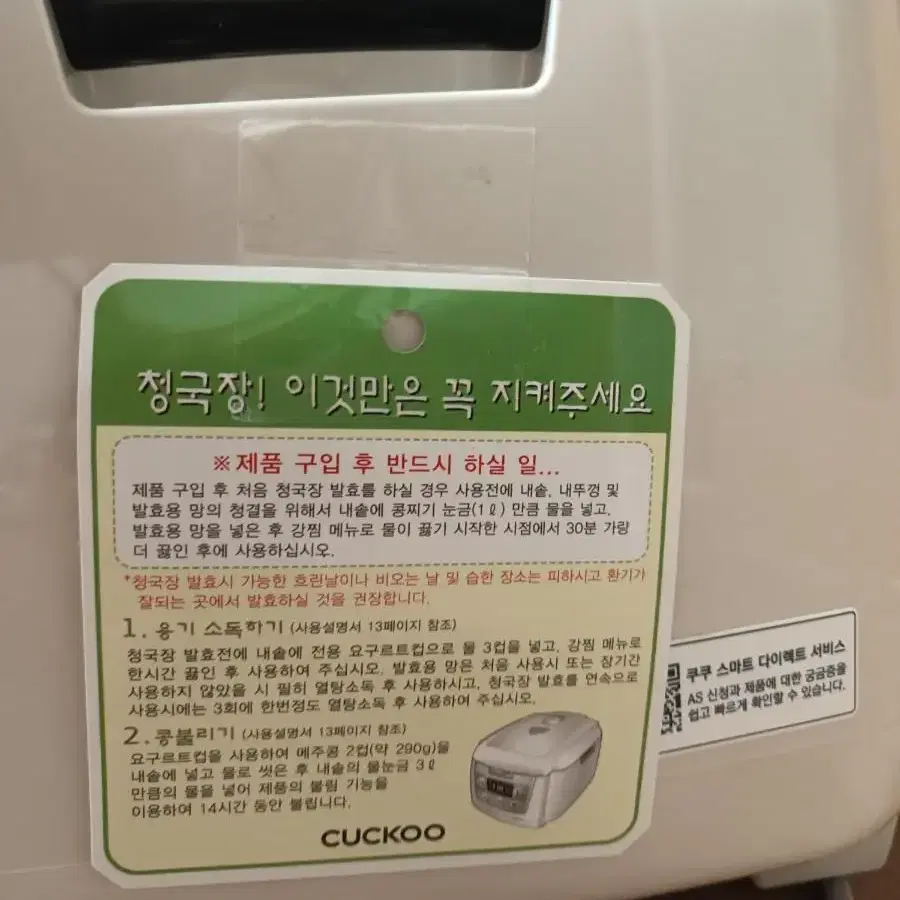 청국장! 이것만은 꼭 지켜주세요
※ 제품 구입 후 반드시 하실 일...
제품 구입 후 처음 청국장 발효를 하실 경우 사용전에 내솥, 내뚜껑 및
발효용 망의 청결을 위해서 내솥에 콩찌기 눈금(1ℓ) 만큼 물을 넣고,
발효용 망을 넣은 후 강찜 메뉴로 물이 끓기 시작한 시점에서 30분 가량
더 끓인 후에 사용하십시오.
*청국장 발효시 가능한 흐린날이나 비오는 날 및 습한 장소는 피하시고 환기가
잘되는 곳에서 발효하실 것을 권장합니다.
1. 용기 소독하기 (사용설명서 13페이지 참조)
청국장 발효전에 내솥에 전용 요구르트컵으로 물 3컵을 넣고, 강찜 메뉴로
한시간 끓인 후 사용하여 주십시오. 발효용 망은 처음 사용시 또는 장기간
사용하지 않았을 시 필히 열탕소독 후 사용하시고, 청국장 발효를 연속으로
사용시에는 3회에 한번정도 열탕소독 후 사용하여 주십시오.
2. 콩불리기 (사용설명서 13페이지 참조)
요구르트컵을 사용하여 메주콩 2컵(약 290g)을
내솥에 넣고 물로 씻은 후 내솥의 물눈금 3ℓ
만큼의 물을 넣어 제품의 불림 기능을
이용하여 14시간 동안 불립니다.
CUCKOO
쿠쿠 스마트 다이렉트 서비스
AS 신청과 제품에 대한 궁금증을
쉽고 빠르게 확인할 수 있습니다.